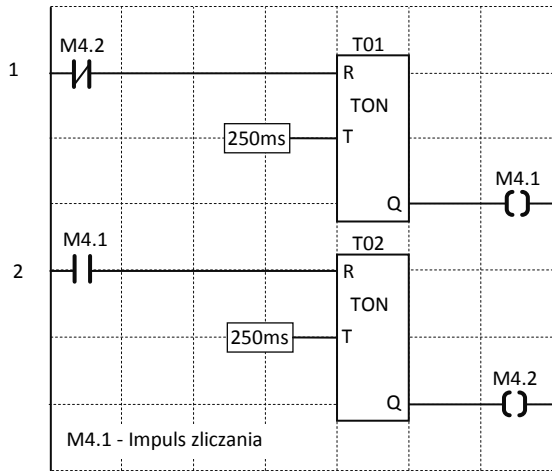 M4.2
T01
1
R
TON
250ms
T
M4.1
Q
M4.1
T02
2
R
TON
250ms
T
M4.2
Q
M4.1 - Impuls zliczania